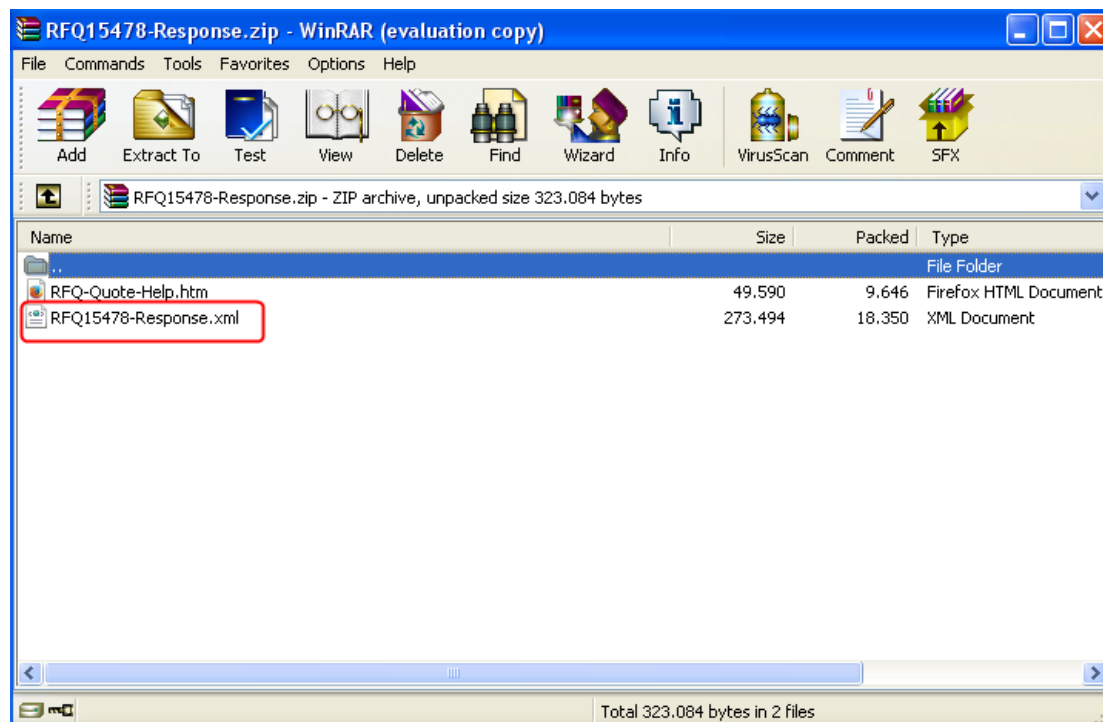 RFQ15478-Response.zip - WinRAR (evaluation copy)
File Commands Tools Favorites Options Help
Add Extract To Test View Delete Find Wizard Info VirusScan Comment SFX
RFQ15478-Response.zip - ZIP archive, unpacked size 323.084 bytes
Name Size Packed Type
.. File Folder
RFQ-Quote-Help.htm 49.590 9.646 Firefox HTML Document
RFQ15478-Response.xml 273.494 18.350 XML Document
Total 323.084 bytes in 2 files